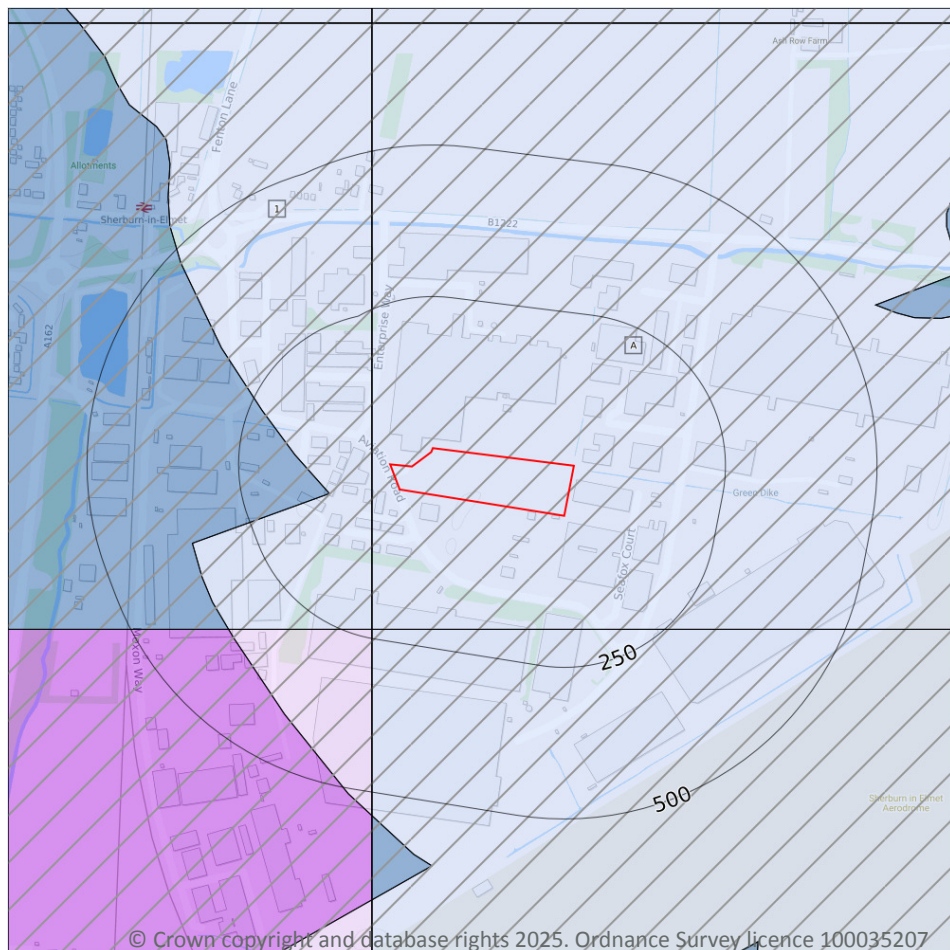 Ash Row Farm
Fenton Lane
Allotments
Sherburn-in-Elmet
1
B1222
A162
Enterprise Way
A
Aviation Road
Green Dike
Seafox Court
250
Moxon Way
500
Sherburn in Elmet
Aerodrome
© Crown copyright and database rights 2025. Ordnance Survey licence 100035207